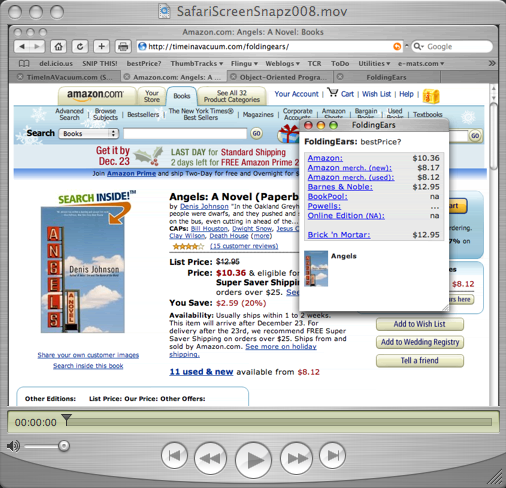 SafariScreenSnapz008.mov
Amazon.com: Angels: A Novel: Books
http://timeinavacuum.com/foldingears/
Google
del.icio.us SNIP THIS! bestPrice? ThumbTracks Flingu Weblogs TCR ToDo Utilities e-mats.com
TimeInAVacuum.com (S... Amazon.com: Angels: A ... Object-Oriented Progra... FoldingEars
amazon.com Your Store Books See All 32 Product Categories Your Account Cart Wish List Help
Advanced Search Browse Subjects Bestsellers The New York Times® Best Sellers Magazines Corporate Accounts Amazon Shorts Bargain Books Used Books Textbooks
Search Books GO GO
Get it by Dec. 23 LAST DAY for Standard Shipping
2 days left for FREE Amazon Prime
Join Amazon Prime and ship Two-Day for free and Overnight for $
FoldingEars
FoldingEars: bestPrice?
Amazon: $10.36
Amazon merch. (new): $8.17
Amazon merch. (used): $8.12
Barnes & Noble: $12.95
BookPool: na
Powells: ...
Online Edition (NA): na
Brick 'n Mortar: $12.95
Angels
SEARCH INSIDE!™
ANGELS
Denis Johnson
A NOVEL
Share your own customer images
Search inside this book
Angels: A Novel (Paperb
by Denis Johnson "In the Oakland Greyh
people were dwarfs, and they pushed and s
on the bus, even cutting in ahead of...
CAPs: Bill Houston, Dwight Snow, Jesus C
Clay Wilson, Death House (more)
(15 customer reviews)
List Price: $12.95
Price: $10.36 & eligible for
Super Saver Shipping
orders over $25. See
You Save: $2.59 (20%)
Availability: Usually ships within 1 to 2 weeks.
This item will arrive after December 23. For
delivery after the 23rd, we recommend FREE Super
Saver Shipping on orders over $25. Ships from and
sold by Amazon.com. See more on holiday
shipping.
11 used & new available from $8.12
Add to Wish List
Add to Wedding Registry
Tell a friend
Other Editions: List Price: Our Price: Other Offers:
00:00:00